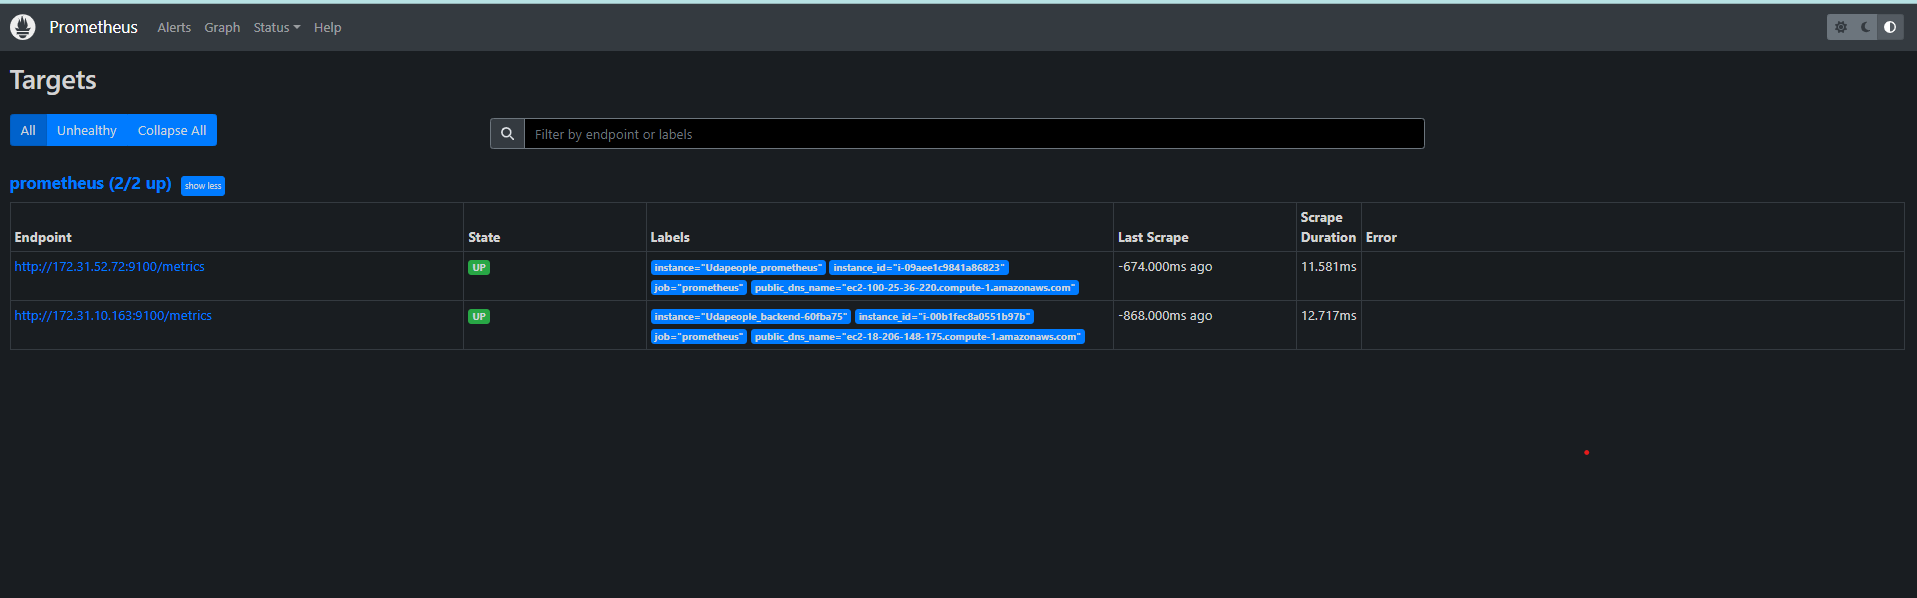 Prometheus Alerts Graph Status Help
Targets
All Unhealthy Collapse All
Filter by endpoint or labels
prometheus (2/2 up) show less
Endpoint State Labels Last Scrape Scrape Duration Error
http://172.31.52.72:9100/metrics UP instance="Udapeople_prometheus" instance_id="i-09aee1c9841a86823" -674.000ms ago 11.581ms
job="prometheus" public_dns_name="ec2-100-25-36-220.compute-1.amazonaws.com"
http://172.31.10.163:9100/metrics UP instance="Udapeople_backend-60fba75" instance_id="i-00b1fec8a0551b97b" -868.000ms ago 12.717ms
job="prometheus" public_dns_name="ec2-18-206-148-175.compute-1.amazonaws.com"